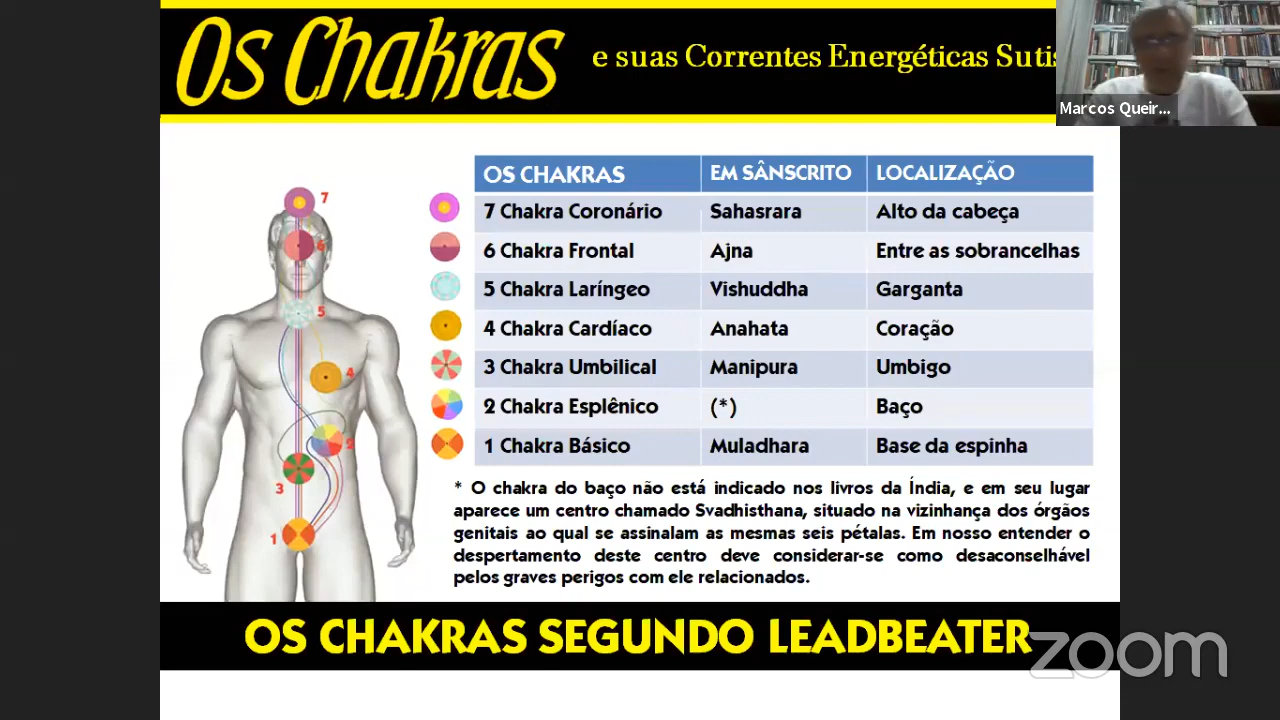 Os Chakras e suas Correntes Energéticas Sutis
Marcos Queir...
OS CHAKRAS EM SÂNSCRITO LOCALIZAÇÃO
7 Chakra Coronário Sahasrara Alto da cabeça
6 Chakra Frontal Ajna Entre as sobrancelhas
5 Chakra Laríngeo Vishuddha Garganta
4 Chakra Cardíaco Anahata Coração
3 Chakra Umbilical Manipura Umbigo
2 Chakra Esplênico (*) Baço
1 Chakra Básico Muladhara Base da espinha
7
6
5
4
2
3
1
* O chakra do baço não está indicado nos livros da Índia, e em seu lugar
aparece um centro chamado Svadhisthana, situado na vizinhança dos órgãos
genitais ao qual se assinalam as mesmas seis pétalas. Em nosso entender o
despertamento deste centro deve considerar-se como desaconselhável
pelos graves perigos com ele relacionados.
OS CHAKRAS SEGUNDO LEADBEATER
zoom